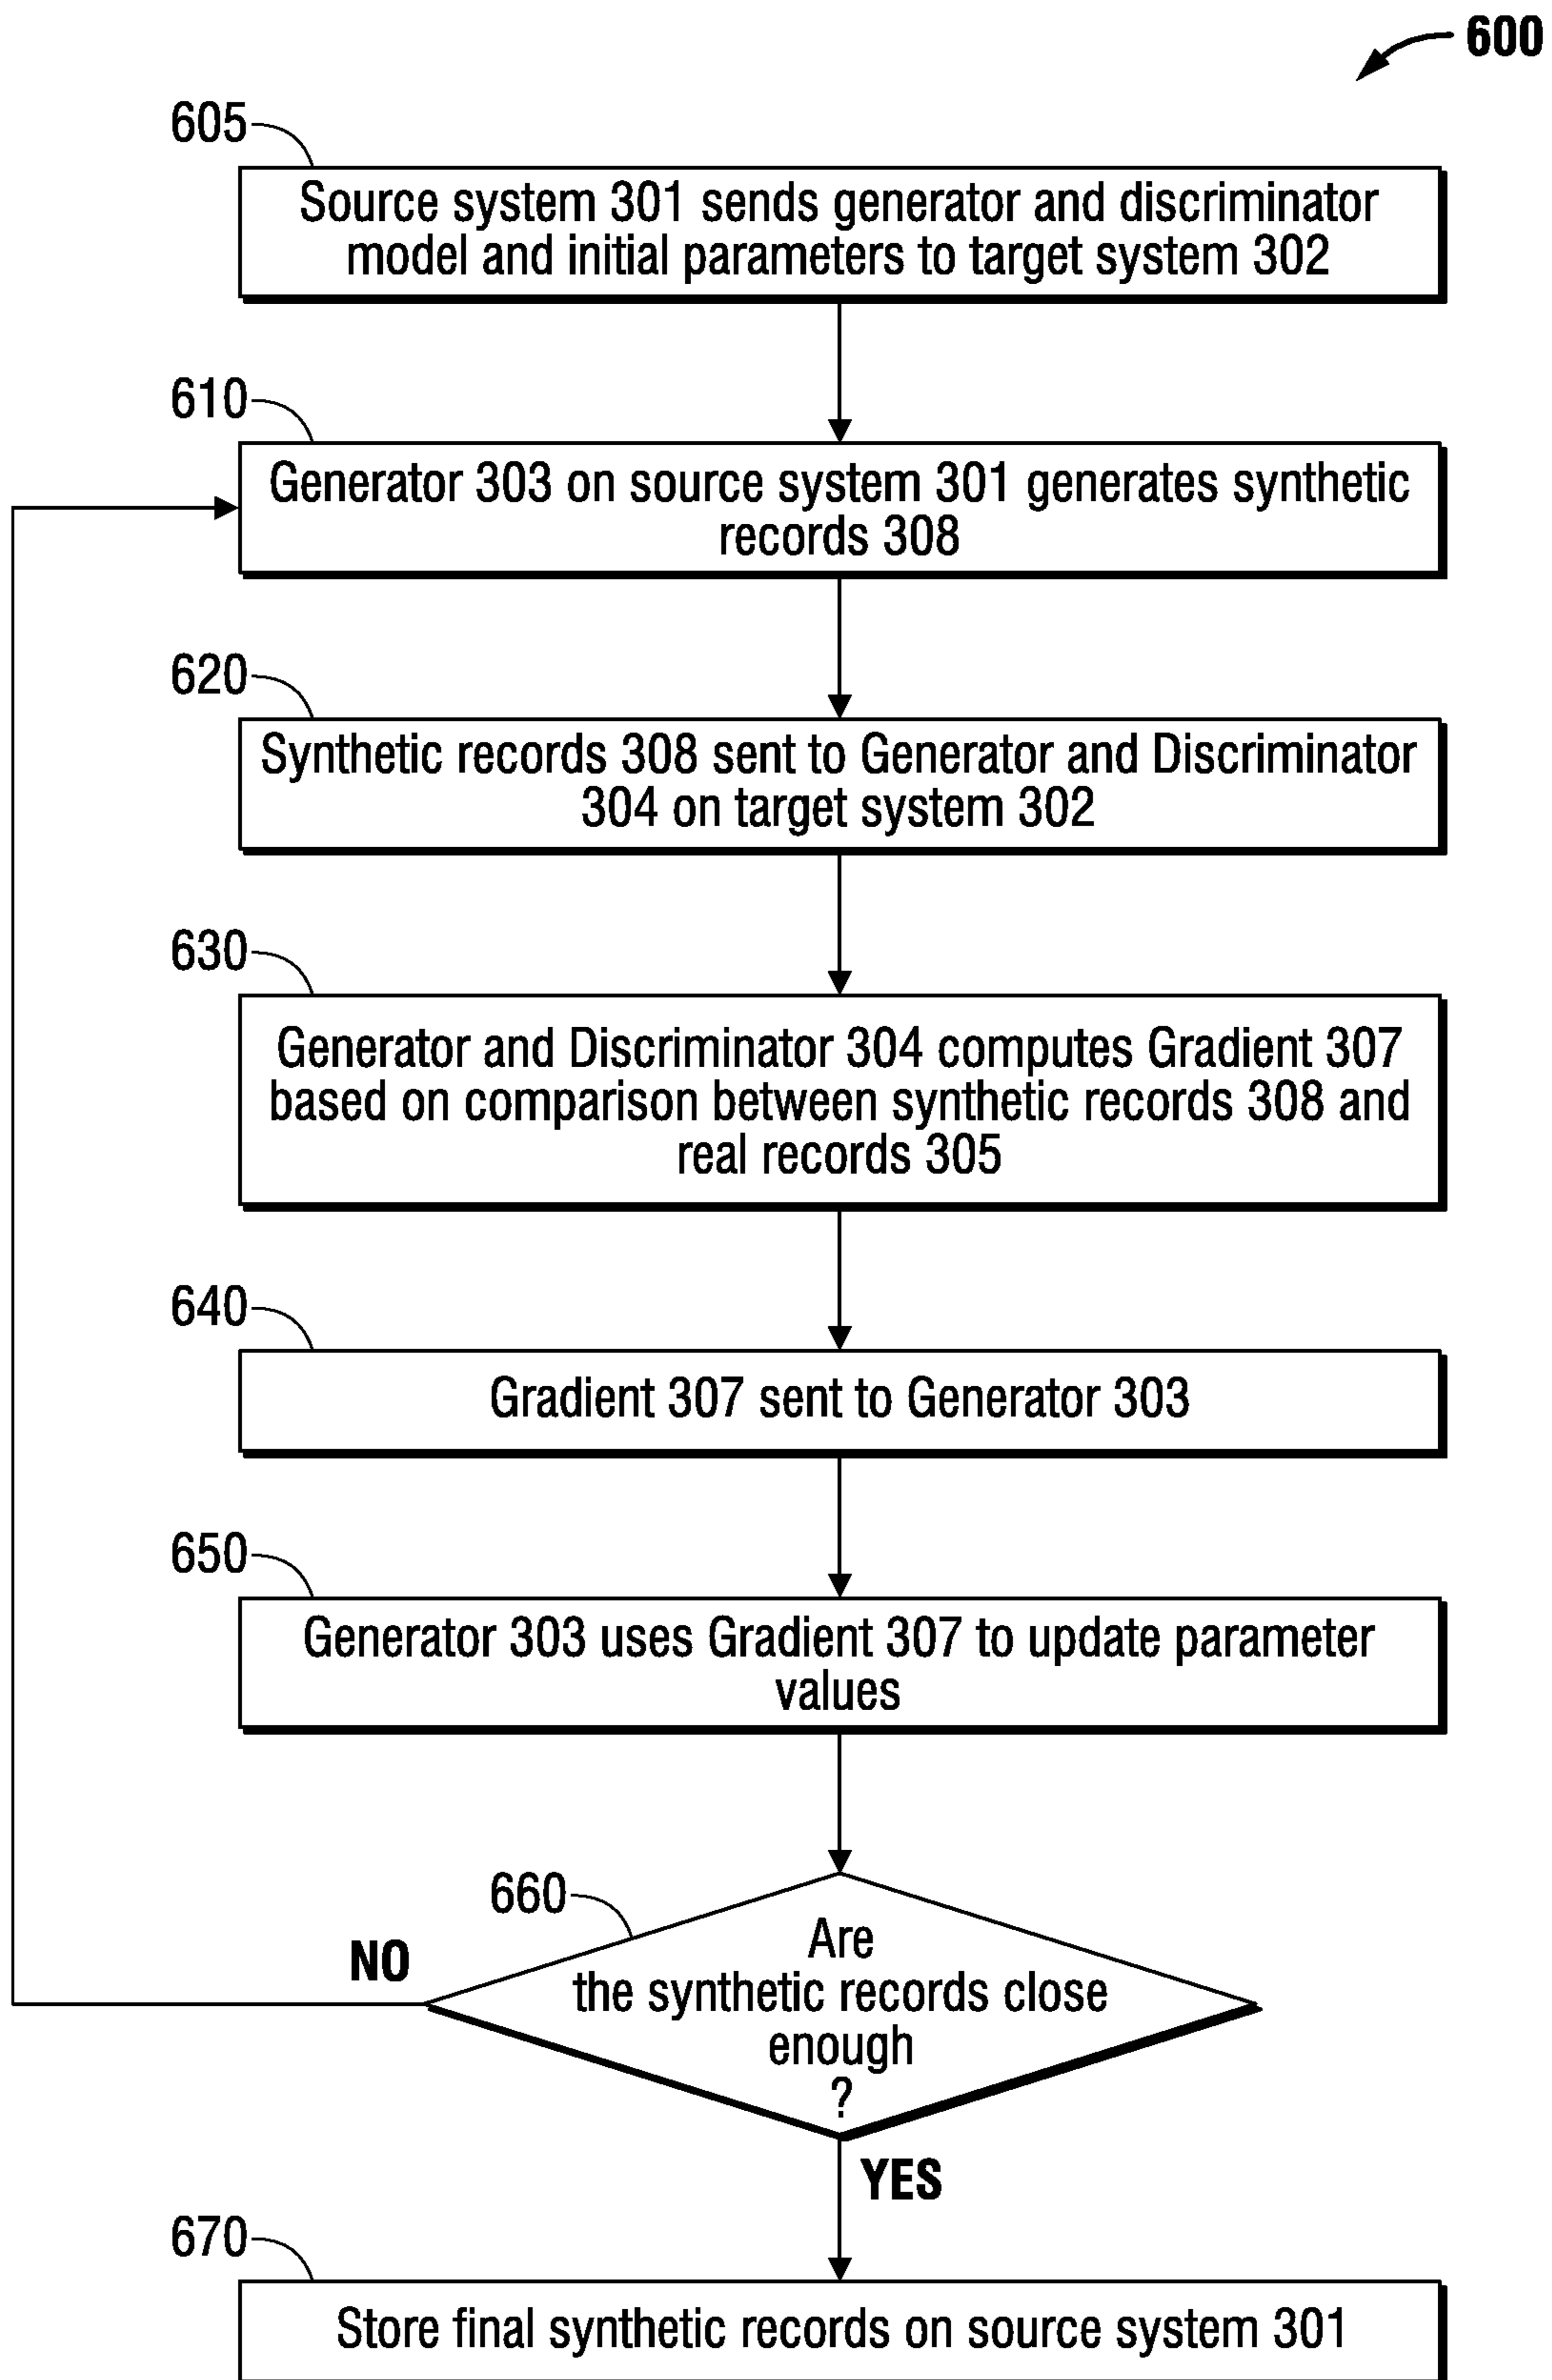 600
605
Source system 301 sends generator and discriminator
model and initial parameters to target system 302
610
Generator 303 on source system 301 generates synthetic
records 308
620
Synthetic records 308 sent to Generator and Discriminator
304 on target system 302
630
Generator and Discriminator 304 computes Gradient 307
based on comparison between synthetic records 308 and
real records 305
640
Gradient 307 sent to Generator 303
650
Generator 303 uses Gradient 307 to update parameter
values
660
Are
the synthetic records close
enough
?
NO
YES
670
Store final synthetic records on source system 301